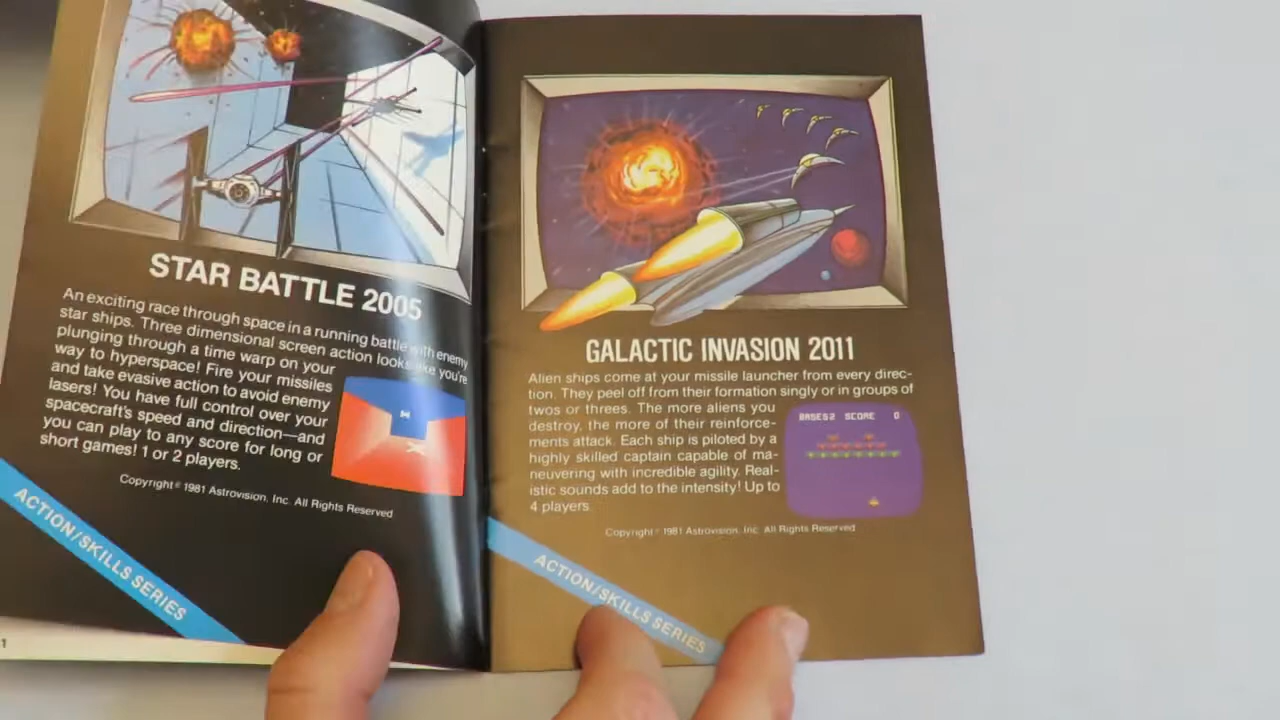 STAR BATTLE 2005
An exciting race through space in a running battle with enemy
star ships. Three dimensional screen action looks like you're
plunging through a time warp on your
way to hyperspace! Fire your missiles
and take evasive action to avoid enemy
lasers! You have full control over your
spacecraft's speed and direction—and
you can play to any score for long or
short games! 1 or 2 players.
Copyright © 1981 Astrovision, Inc. All Rights Reserved
ACTION/SKILLS SERIES
1
GALACTIC INVASION 2011
Alien ships come at your missile launcher from every direc-
tion. They peel off from their formation singly or in groups of
twos or threes. The more aliens you
destroy, the more of their reinforce-
ments attack. Each ship is piloted by a
highly skilled captain capable of ma-
neuvering with incredible agility. Real-
istic sounds add to the intensity! Up to
4 players.
BASES 2 SCORE 0
Copyright © 1981 Astrovision, Inc. All Rights Reserved
ACTION/SKILLS SERIES